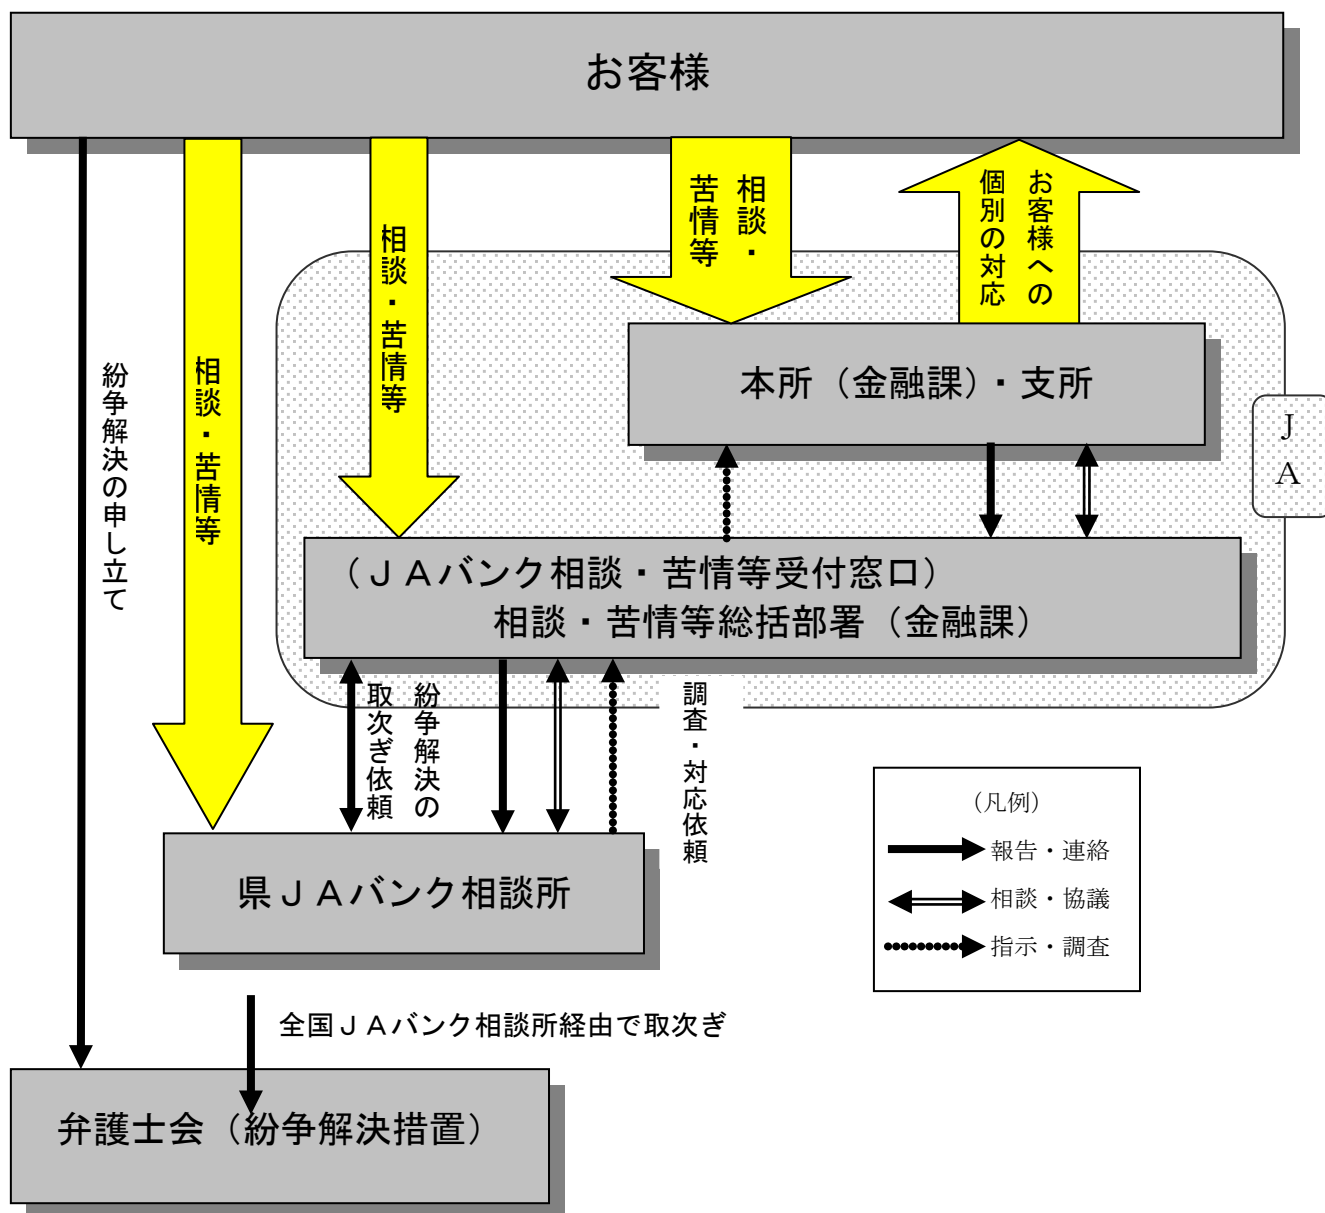 お客様
紛争解決の申し立て
相談・苦情等
相談・苦情等
相談・
苦情等
お客様への
個別の対応
本所（金融課）・支所
ＪＡ
（ＪＡバンク相談・苦情等受付窓口）
相談・苦情等総括部署（金融課）
紛争解決の
取次ぎ依頼
調査・対応依頼
県ＪＡバンク相談所
（凡例）
報告・連絡
相談・協議
指示・調査
全国ＪＡバンク相談所経由で取次ぎ
弁護士会（紛争解決措置）